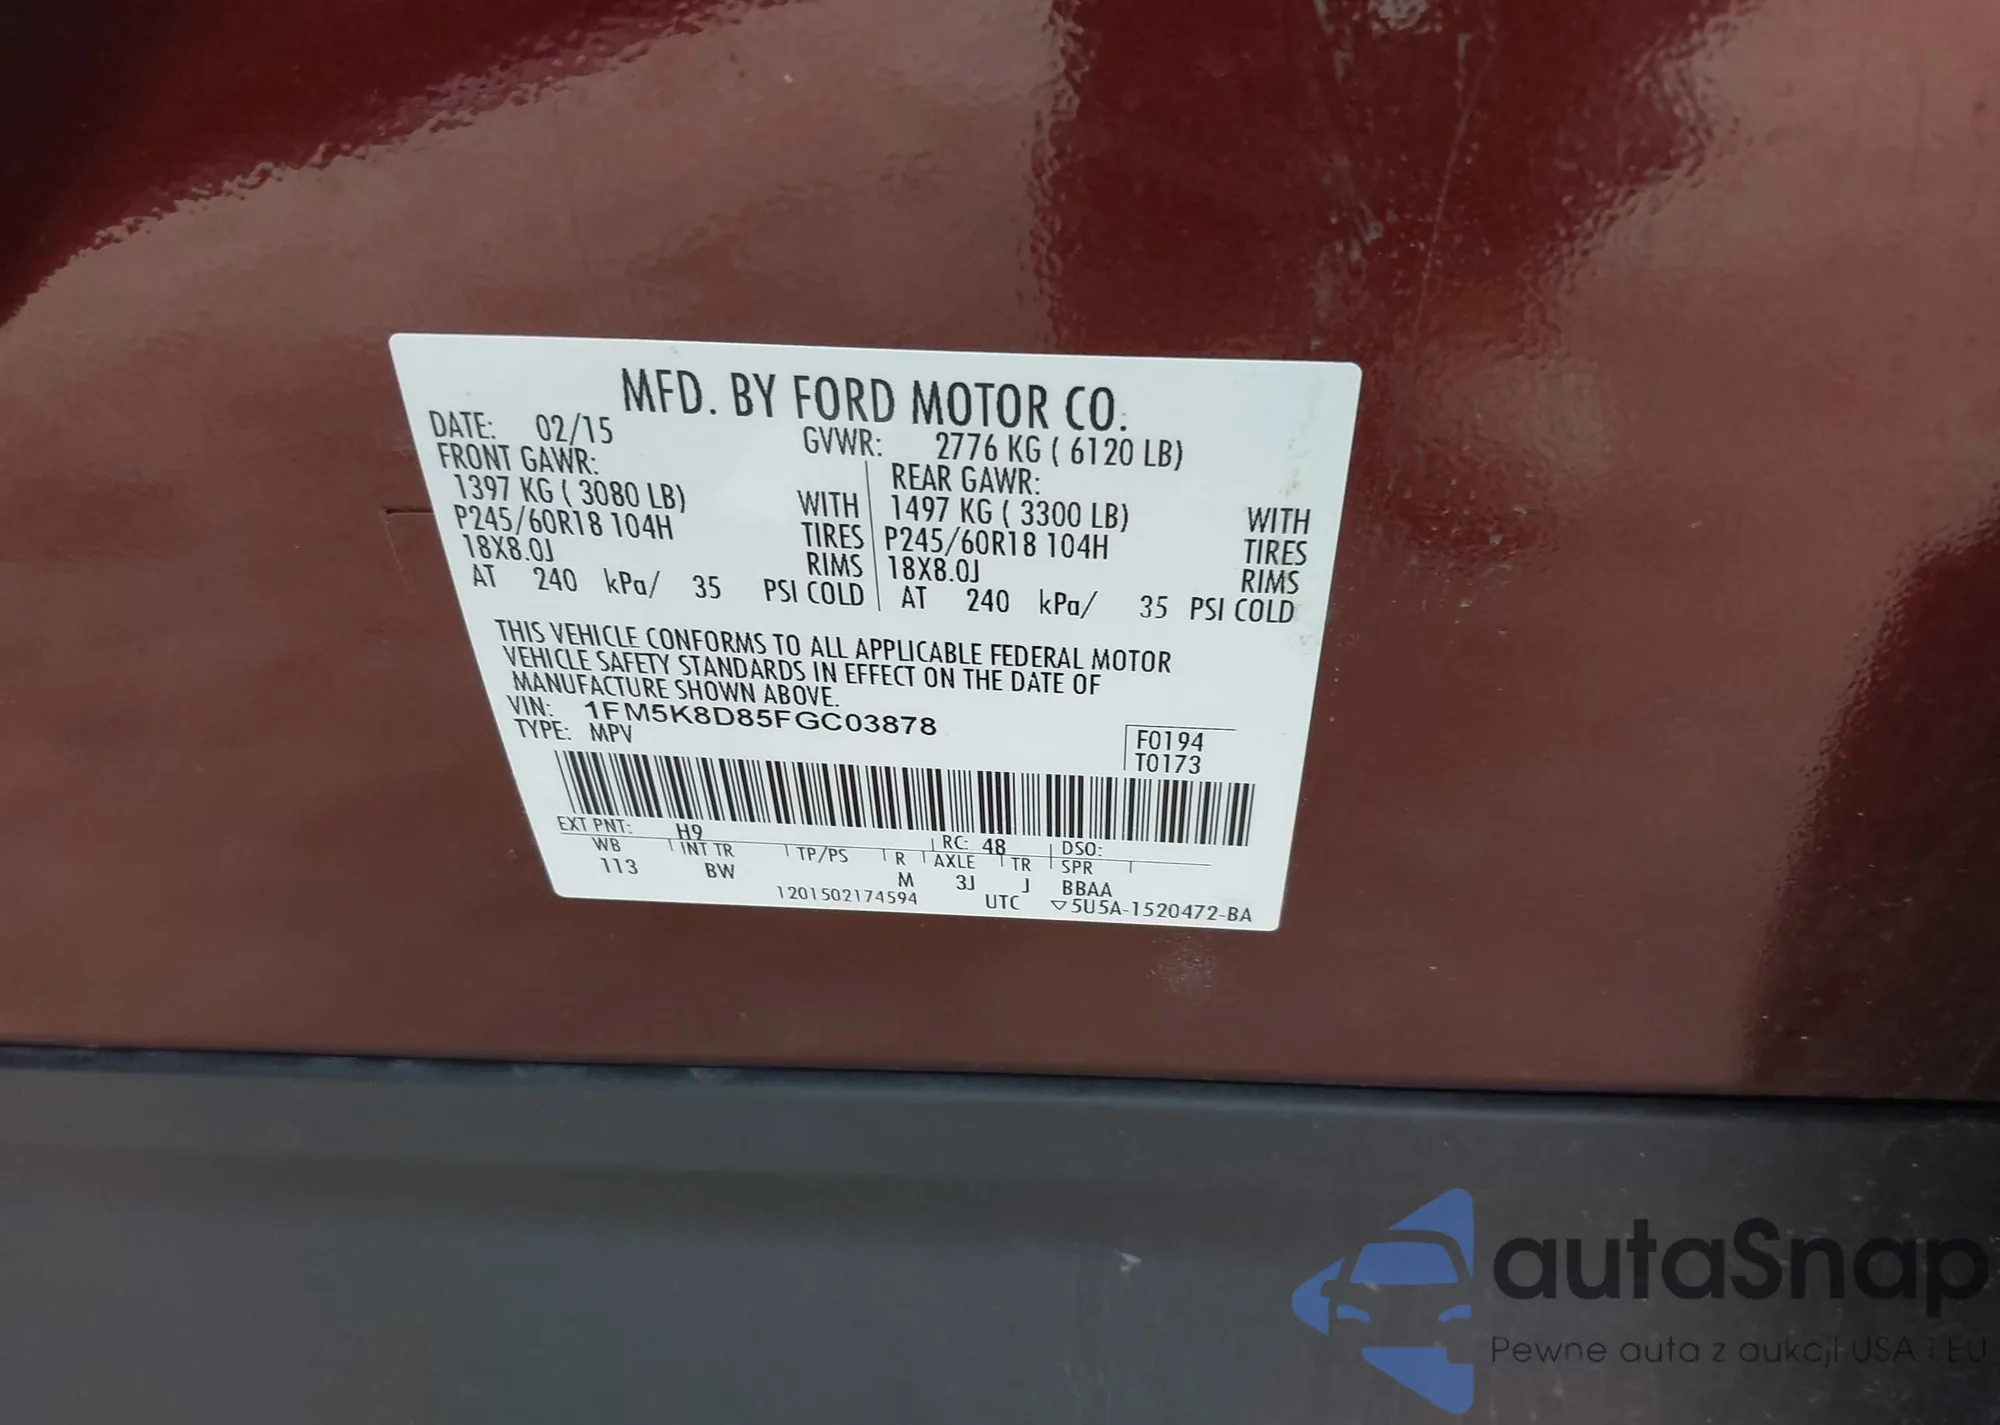 MFD. BY FORD MOTOR CO.
DATE: 02/15 GVWR: 2776 KG ( 6120 LB)
FRONT GAWR: REAR GAWR:
1397 KG ( 3080 LB) WITH 1497 KG ( 3300 LB) WITH
P245/60R18 104H TIRES P245/60R18 104H TIRES
18X8.0J RIMS 18X8.0J RIMS
AT 240 kPa/ 35 PSI COLD AT 240 kPa/ 35 PSI COLD
THIS VEHICLE CONFORMS TO ALL APPLICABLE FEDERAL MOTOR
VEHICLE SAFETY STANDARDS IN EFFECT ON THE DATE OF
MANUFACTURE SHOWN ABOVE.
VIN: 1FM5K8D85FGC03878
TYPE: MPV
F0194
T0173
EXT PNT: H9 RC: 48 DSO:
WB INT TR TP/PS R AXLE TR SPR
113 BW M 3J J BBAA
1201502174594 UTC ▽5U5A-1520472-BA
autaSnap
Pewne auta z aukcji USA i EU